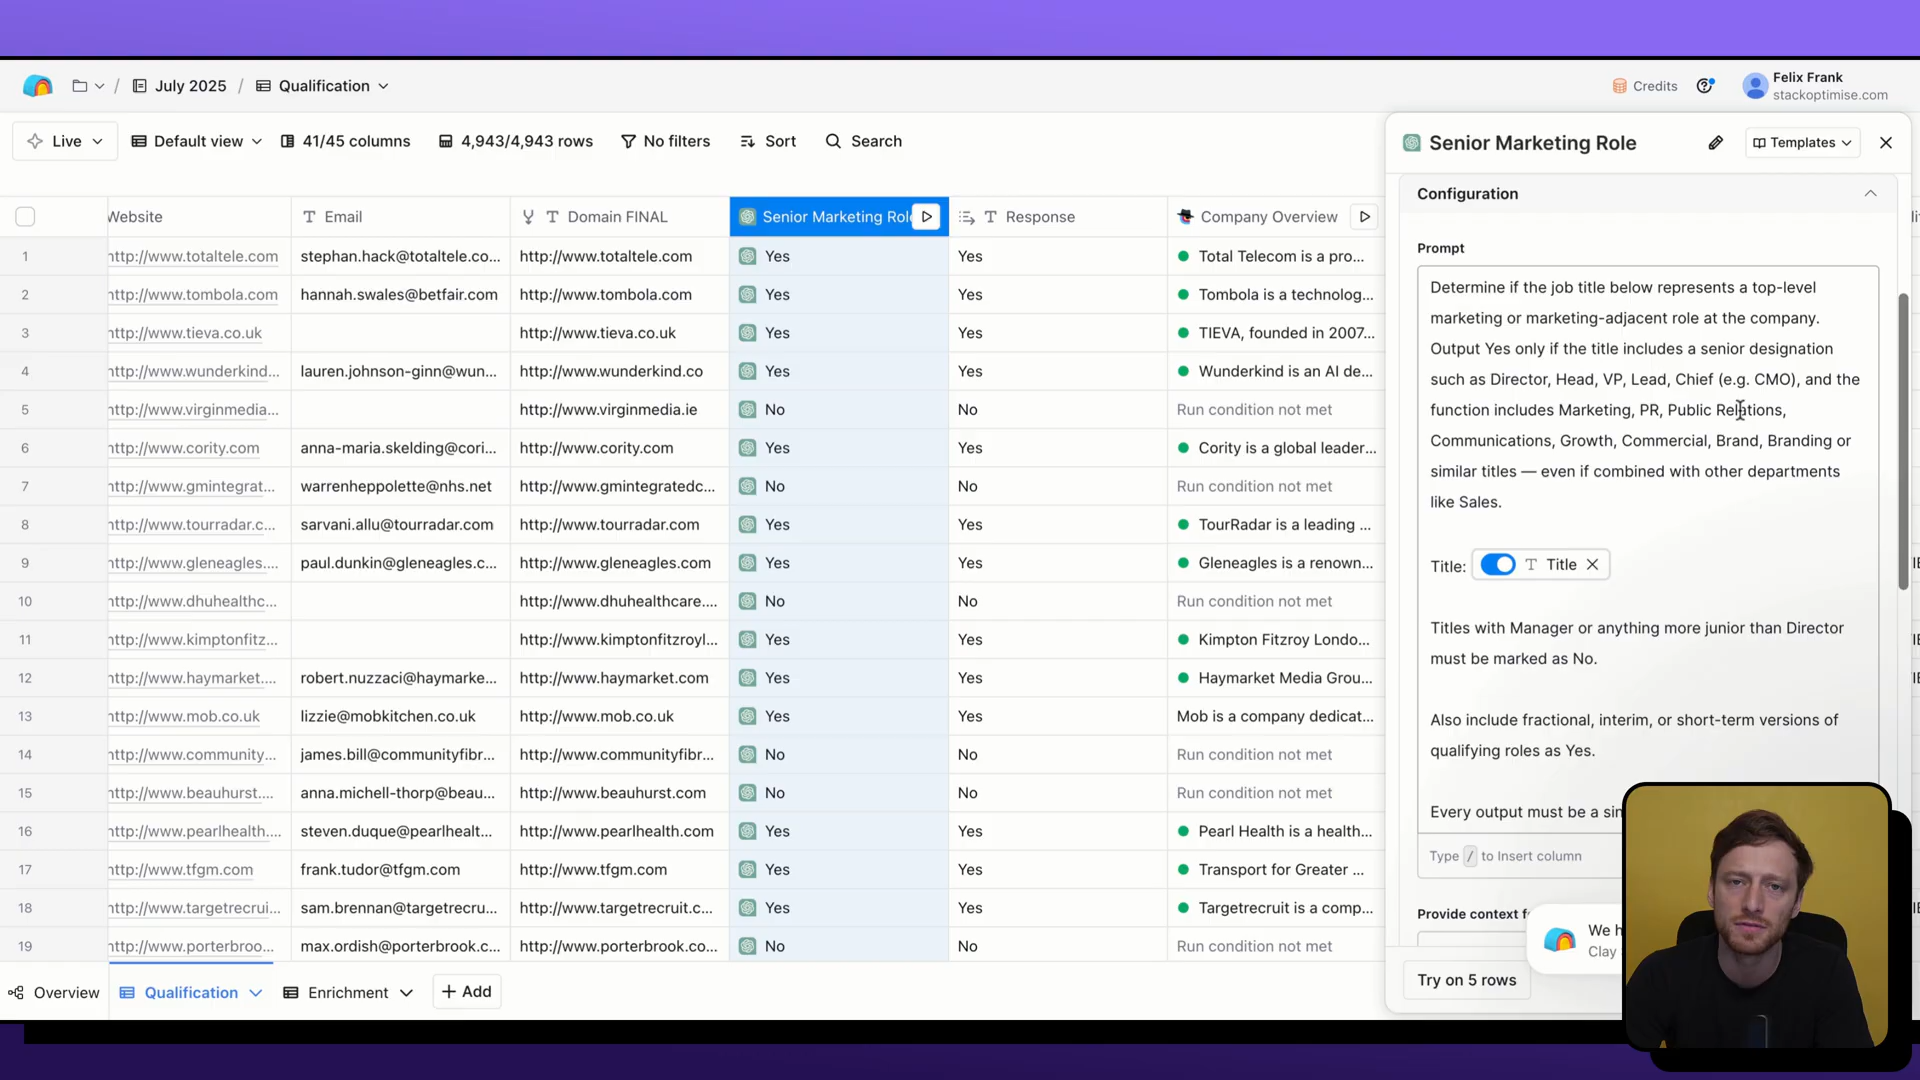 / July 2025 / Qualification
Credits
Felix Frank
stackoptimise.com
Live
Default view
41/45 columns
4,943/4,943 rows
No filters
Sort
Search
Senior Marketing Role
Templates
Configuration
Website
Email
Domain FINAL
Senior Marketing Role
Response
Company Overview
1 http://www.totaltele.com stephan.hack@totaltele.co... http://www.totaltele.com Yes Yes Total Telecom is a pro...
2 http://www.tombola.com hannah.swales@betfair.com http://www.tombola.com Yes Yes Tombola is a technolog...
3 http://www.tieva.co.uk http://www.tieva.co.uk Yes Yes TIEVA, founded in 2007...
4 http://www.wunderkind... lauren.johnson-ginn@wun... http://www.wunderkind.co Yes Yes Wunderkind is an AI de...
5 http://www.virginmedia... http://www.virginmedia.ie No No Run condition not met
6 http://www.cority.com anna-maria.skelding@cori... http://www.cority.com Yes Yes Cority is a global leader...
7 http://www.gmintegrat... warrenheppolette@nhs.net http://www.gmintegratedc... No No Run condition not met
8 http://www.tourradar.c... sarvani.allu@tourradar.com http://www.tourradar.com Yes Yes TourRadar is a leading ...
9 http://www.gleneagles.... paul.dunkin@gleneagles.c... http://www.gleneagles.com Yes Yes Gleneagles is a renown...
10 http://www.dhuhealthc... http://www.dhuhealthcare.... No No Run condition not met
11 http://www.kimptonfitz... http://www.kimptonfitzroyl... Yes Yes Kimpton Fitzroy Londo...
12 http://www.haymarket.... robert.nuzzaci@haymarke... http://www.haymarket.com Yes Yes Haymarket Media Grou...
13 http://www.mob.co.uk lizzie@mobkitchen.co.uk http://www.mob.co.uk Yes Yes Mob is a company dedicat...
14 http://www.community... james.bill@communityfibr... http://www.communityfibr... No No Run condition not met
15 http://www.beauhurst.... anna.michell-thorp@beau... http://www.beauhurst.com No No Run condition not met
16 http://www.pearlhealth.... steven.duque@pearlhealt... http://www.pearlhealth.com Yes Yes Pearl Health is a health...
17 http://www.tfgm.com frank.tudor@tfgm.com http://www.tfgm.com Yes Yes Transport for Greater ...
18 http://www.targetrecrui... sam.brennan@targetrecru... http://www.targetrecruit.c... Yes Yes Targetrecruit is a comp...
19 http://www.porterbroo... max.ordish@porterbrook.c... http://www.porterbrook.co... No No Run condition not met
Prompt
Determine if the job title below represents a top-level
marketing or marketing-adjacent role at the company.
Output Yes only if the title includes a senior designation
such as Director, Head, VP, Lead, Chief (e.g. CMO), and the
function includes Marketing, PR, Public Relations,
Communications, Growth, Commercial, Brand, Branding or
similar titles — even if combined with other departments
like Sales.
Title: Title
Titles with Manager or anything more junior than Director
must be marked as No.
Also include fractional, interim, or short-term versions of
qualifying roles as Yes.
Every output must be a
Type / to Insert column
Provide context
We
Clay
Try on 5 rows
Overview
Qualification
Enrichment
+ Add